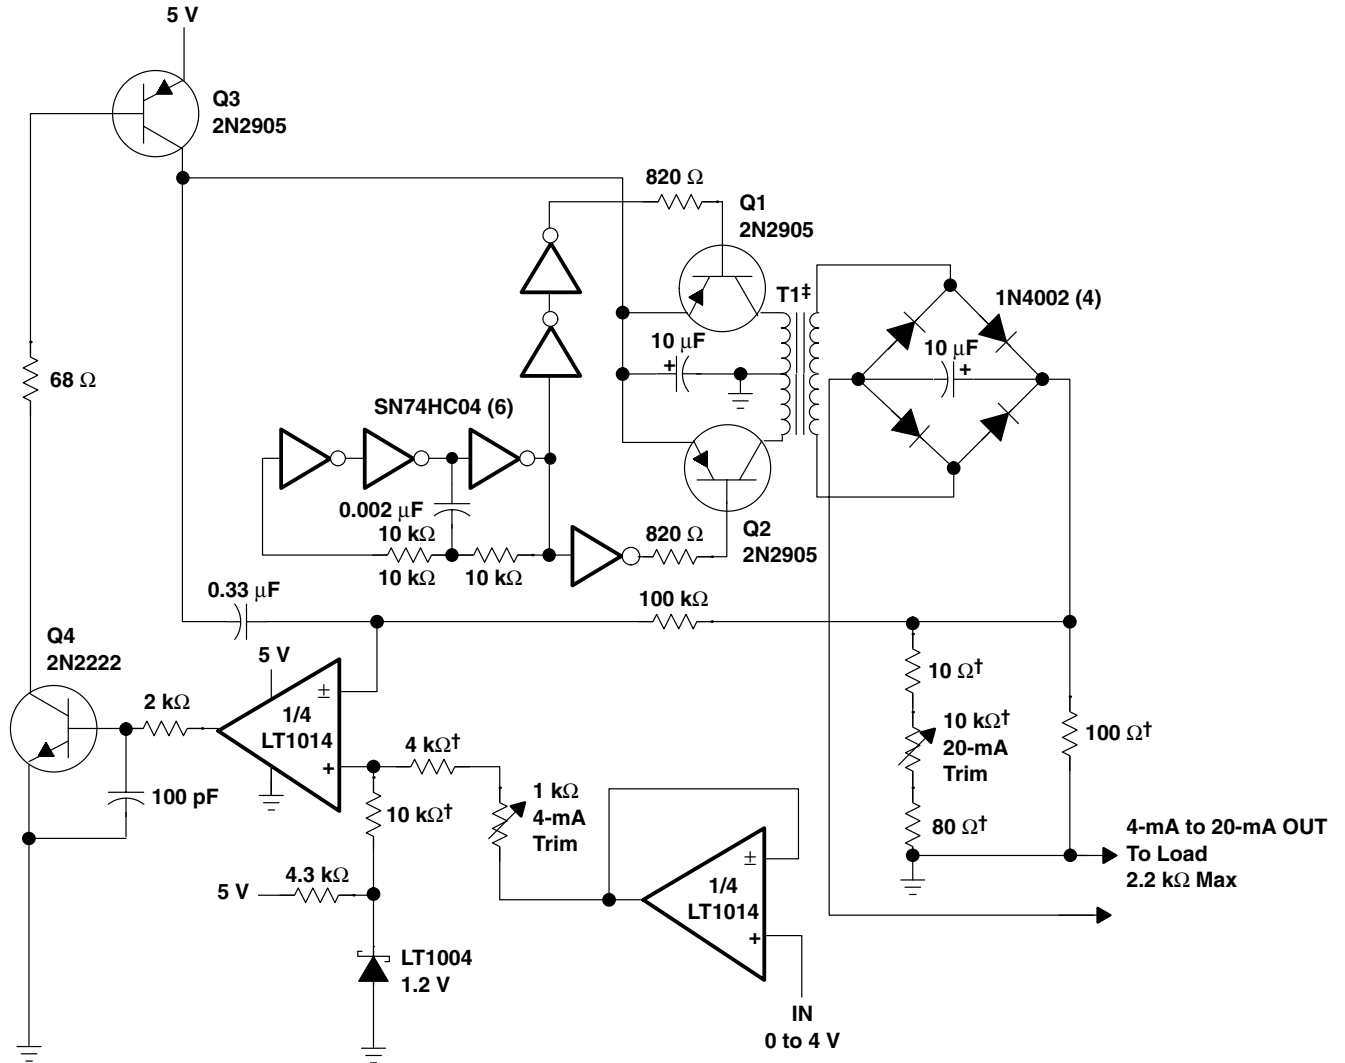 5 V
Q3
2N2905
820 Ω
Q1
2N2905
T1‡
1N4002 (4)
10 μF
+
10 μF
+
68 Ω
SN74HC04 (6)
0.002 μF
10 kΩ
10 kΩ
10 kΩ
820 Ω
Q2
2N2905
0.33 μF
100 kΩ
Q4
2N2222
5 V
2 kΩ
±
1/4
LT1014
+
4 kΩ†
10 Ω†
10 kΩ†
20-mA
Trim
100 Ω†
100 pF
10 kΩ†
1 kΩ
4-mA
Trim
80 Ω†
4-mA to 20-mA OUT
To Load
2.2 kΩ Max
5 V
4.3 kΩ
±
1/4
LT1014
+
LT1004
1.2 V
IN
0 to 4 V